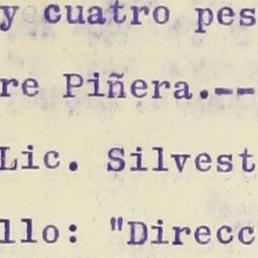 y cuatro pes
re Piñera.--
Lic. Silvest
llo: "Direcc